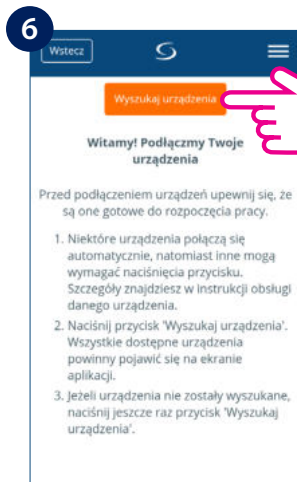 6
Wstecz
Wyszukaj urządzenia
Witamy! Podłączmy Twoje
urządzenia
Przed podłączeniem urządzeń upewnij się, że
są one gotowe do rozpoczęcia pracy.
1. Niektóre urządzenia połączą się
automatycznie, natomiast inne mogą
wymagać naciśnięcia przycisku.
Szczegóły znajdziesz w instrukcji obsługi
danego urządzenia.
2. Naciśnij przycisk 'Wyszukaj urządzenia'.
Wszystkie dostępne urządzenia
powinny pojawić się na ekranie
aplikacji.
3. Jeżeli urządzenia nie zostały wyszukane,
naciśnij jeszcze raz przycisk 'Wyszukaj
urządzenia'.